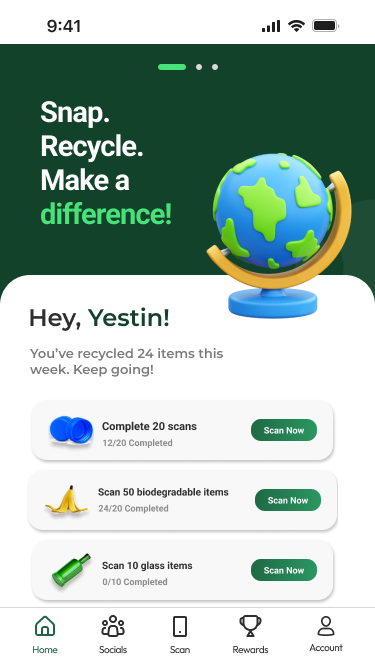 9:41
Snap.
Recycle.
Make a
difference!
Hey, Yestin!
You've recycled 24 items this
week. Keep going!
Complete 20 scans
12/20 Completed
Scan Now
Scan 50 biodegradable items
24/20 Completed
Scan Now
Scan 10 glass items
0/10 Completed
Scan Now
Home
Socials
Scan
Rewards
Account